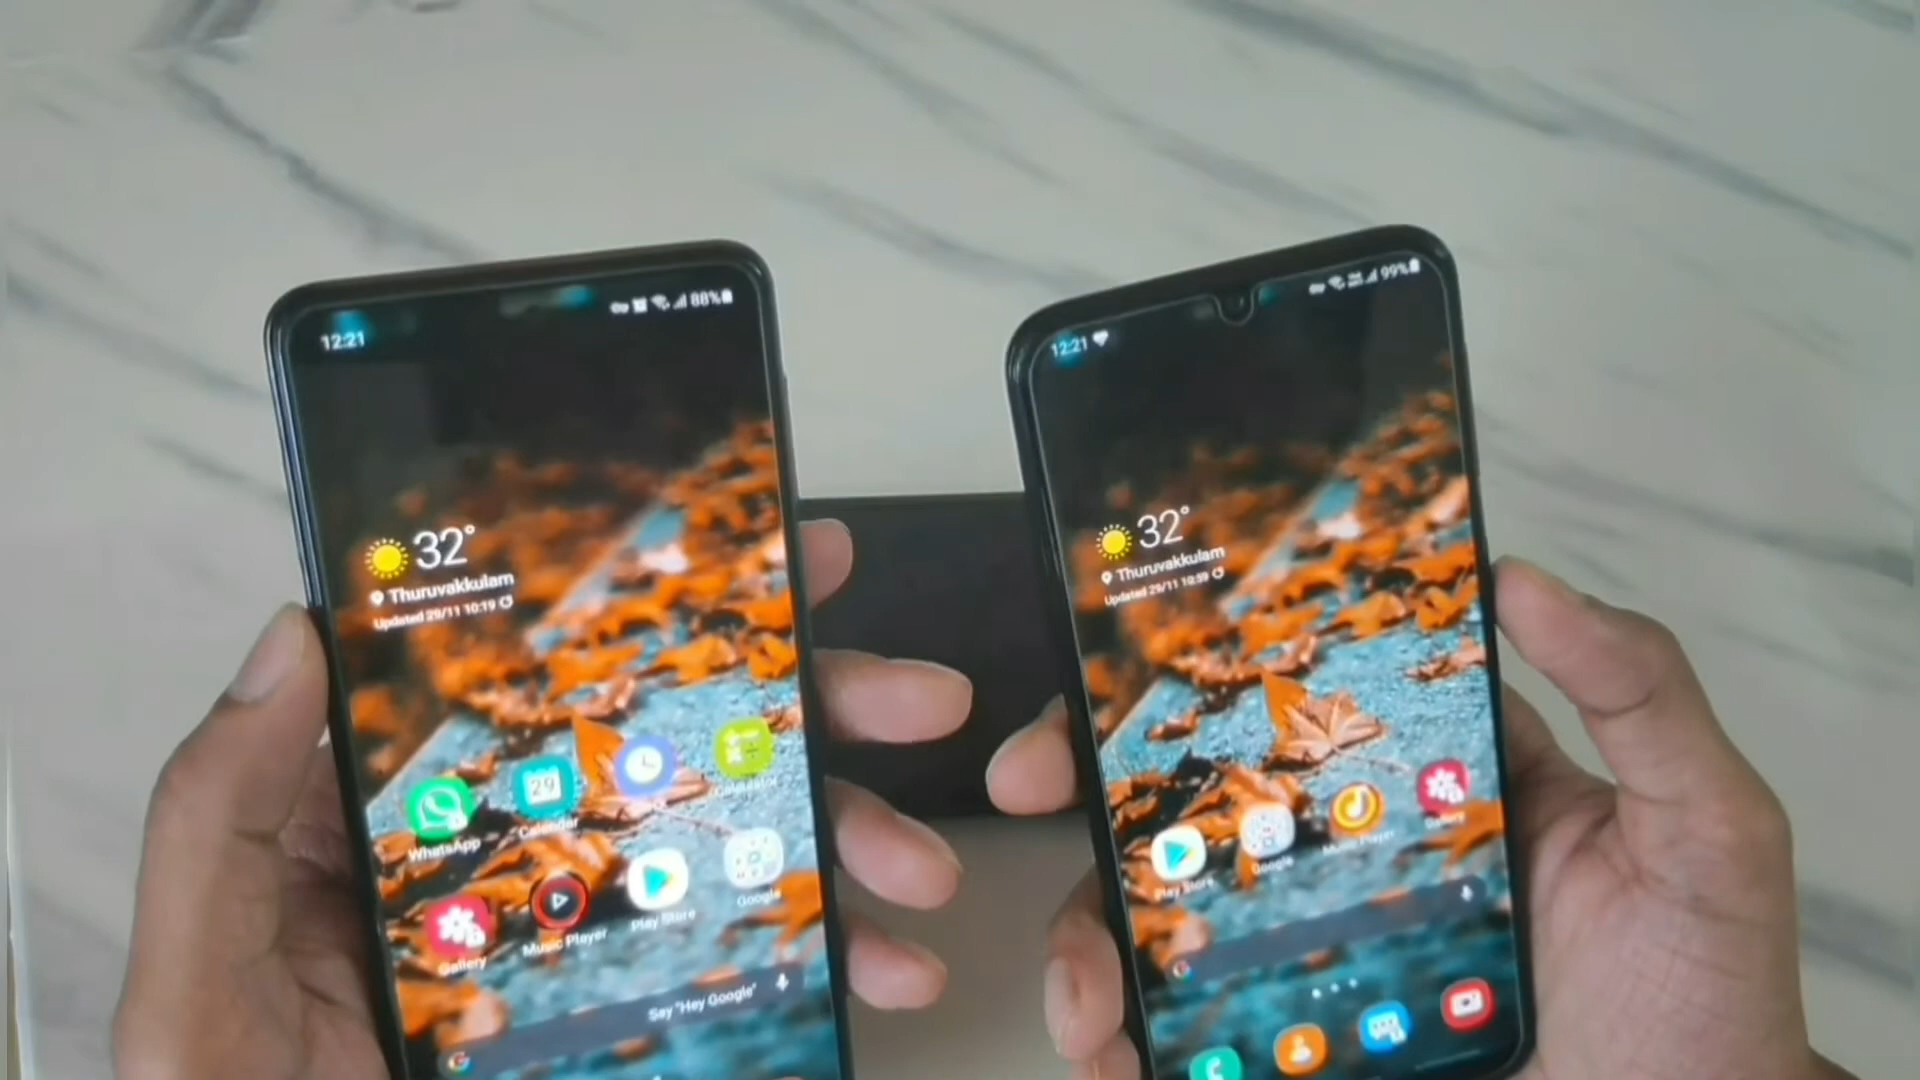 12:21
88%
32°
Thuruvakkulam
Updated 29/11 10:19
WhatsApp
29
Calendar
Calculator
Gallery
Music Player
Play Store
Google
Say "Hey Google"
12:21
99%
32°
Thuruvakkulam
Updated 29/11 10:59
Play Store
Google
Music Player
Gallery